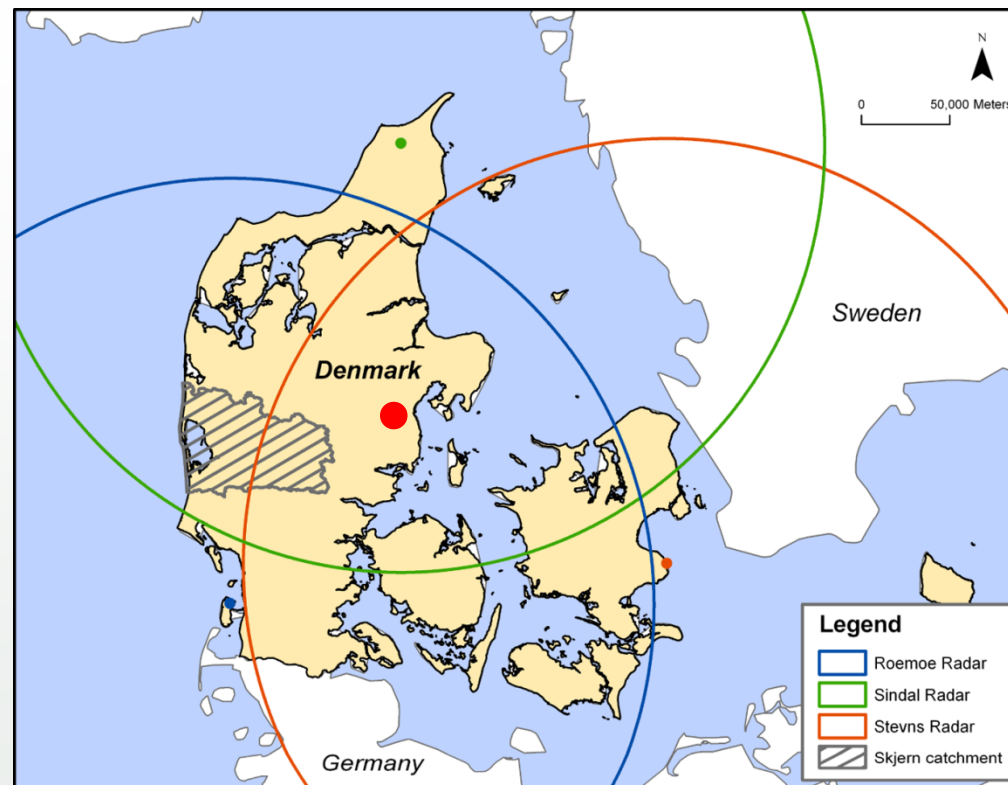 N
0 50,000 Meters
Sweden
Denmark
Germany
Legend
Roemoe Radar
Sindal Radar
Stevns Radar
Skjern catchment